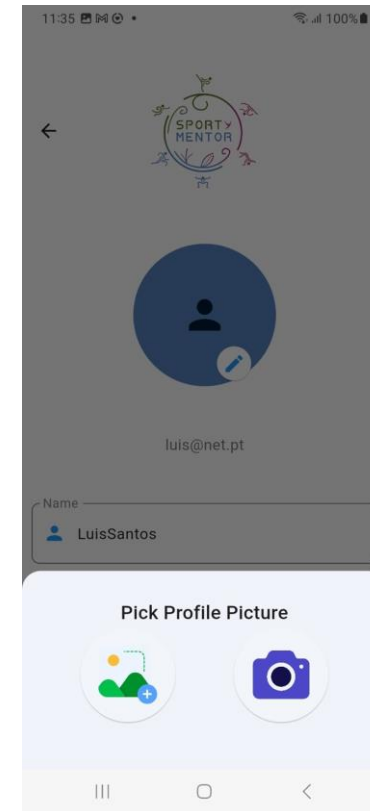 11:35 100%
SPORTY
MENTOR
luis@net.pt
Name
LuisSantos
Pick Profile Picture